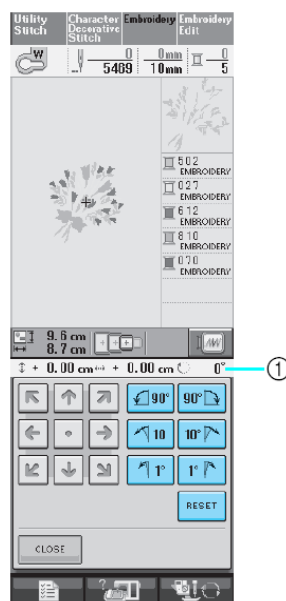 Utility Stitch Character Decorative Stitch Embroidery Embroidery Edit
W 0 5489 0mm 10mm 0 5
502 EMBROIDERY
027 EMBROIDERY
612 EMBROIDERY
810 EMBROIDERY
070 EMBROIDERY
9.6 cm
8.7 cm
+ 0.00 cm + 0.00 cm 0° 1
90° 90°
10 10°
1° 1°
RESET
CLOSE